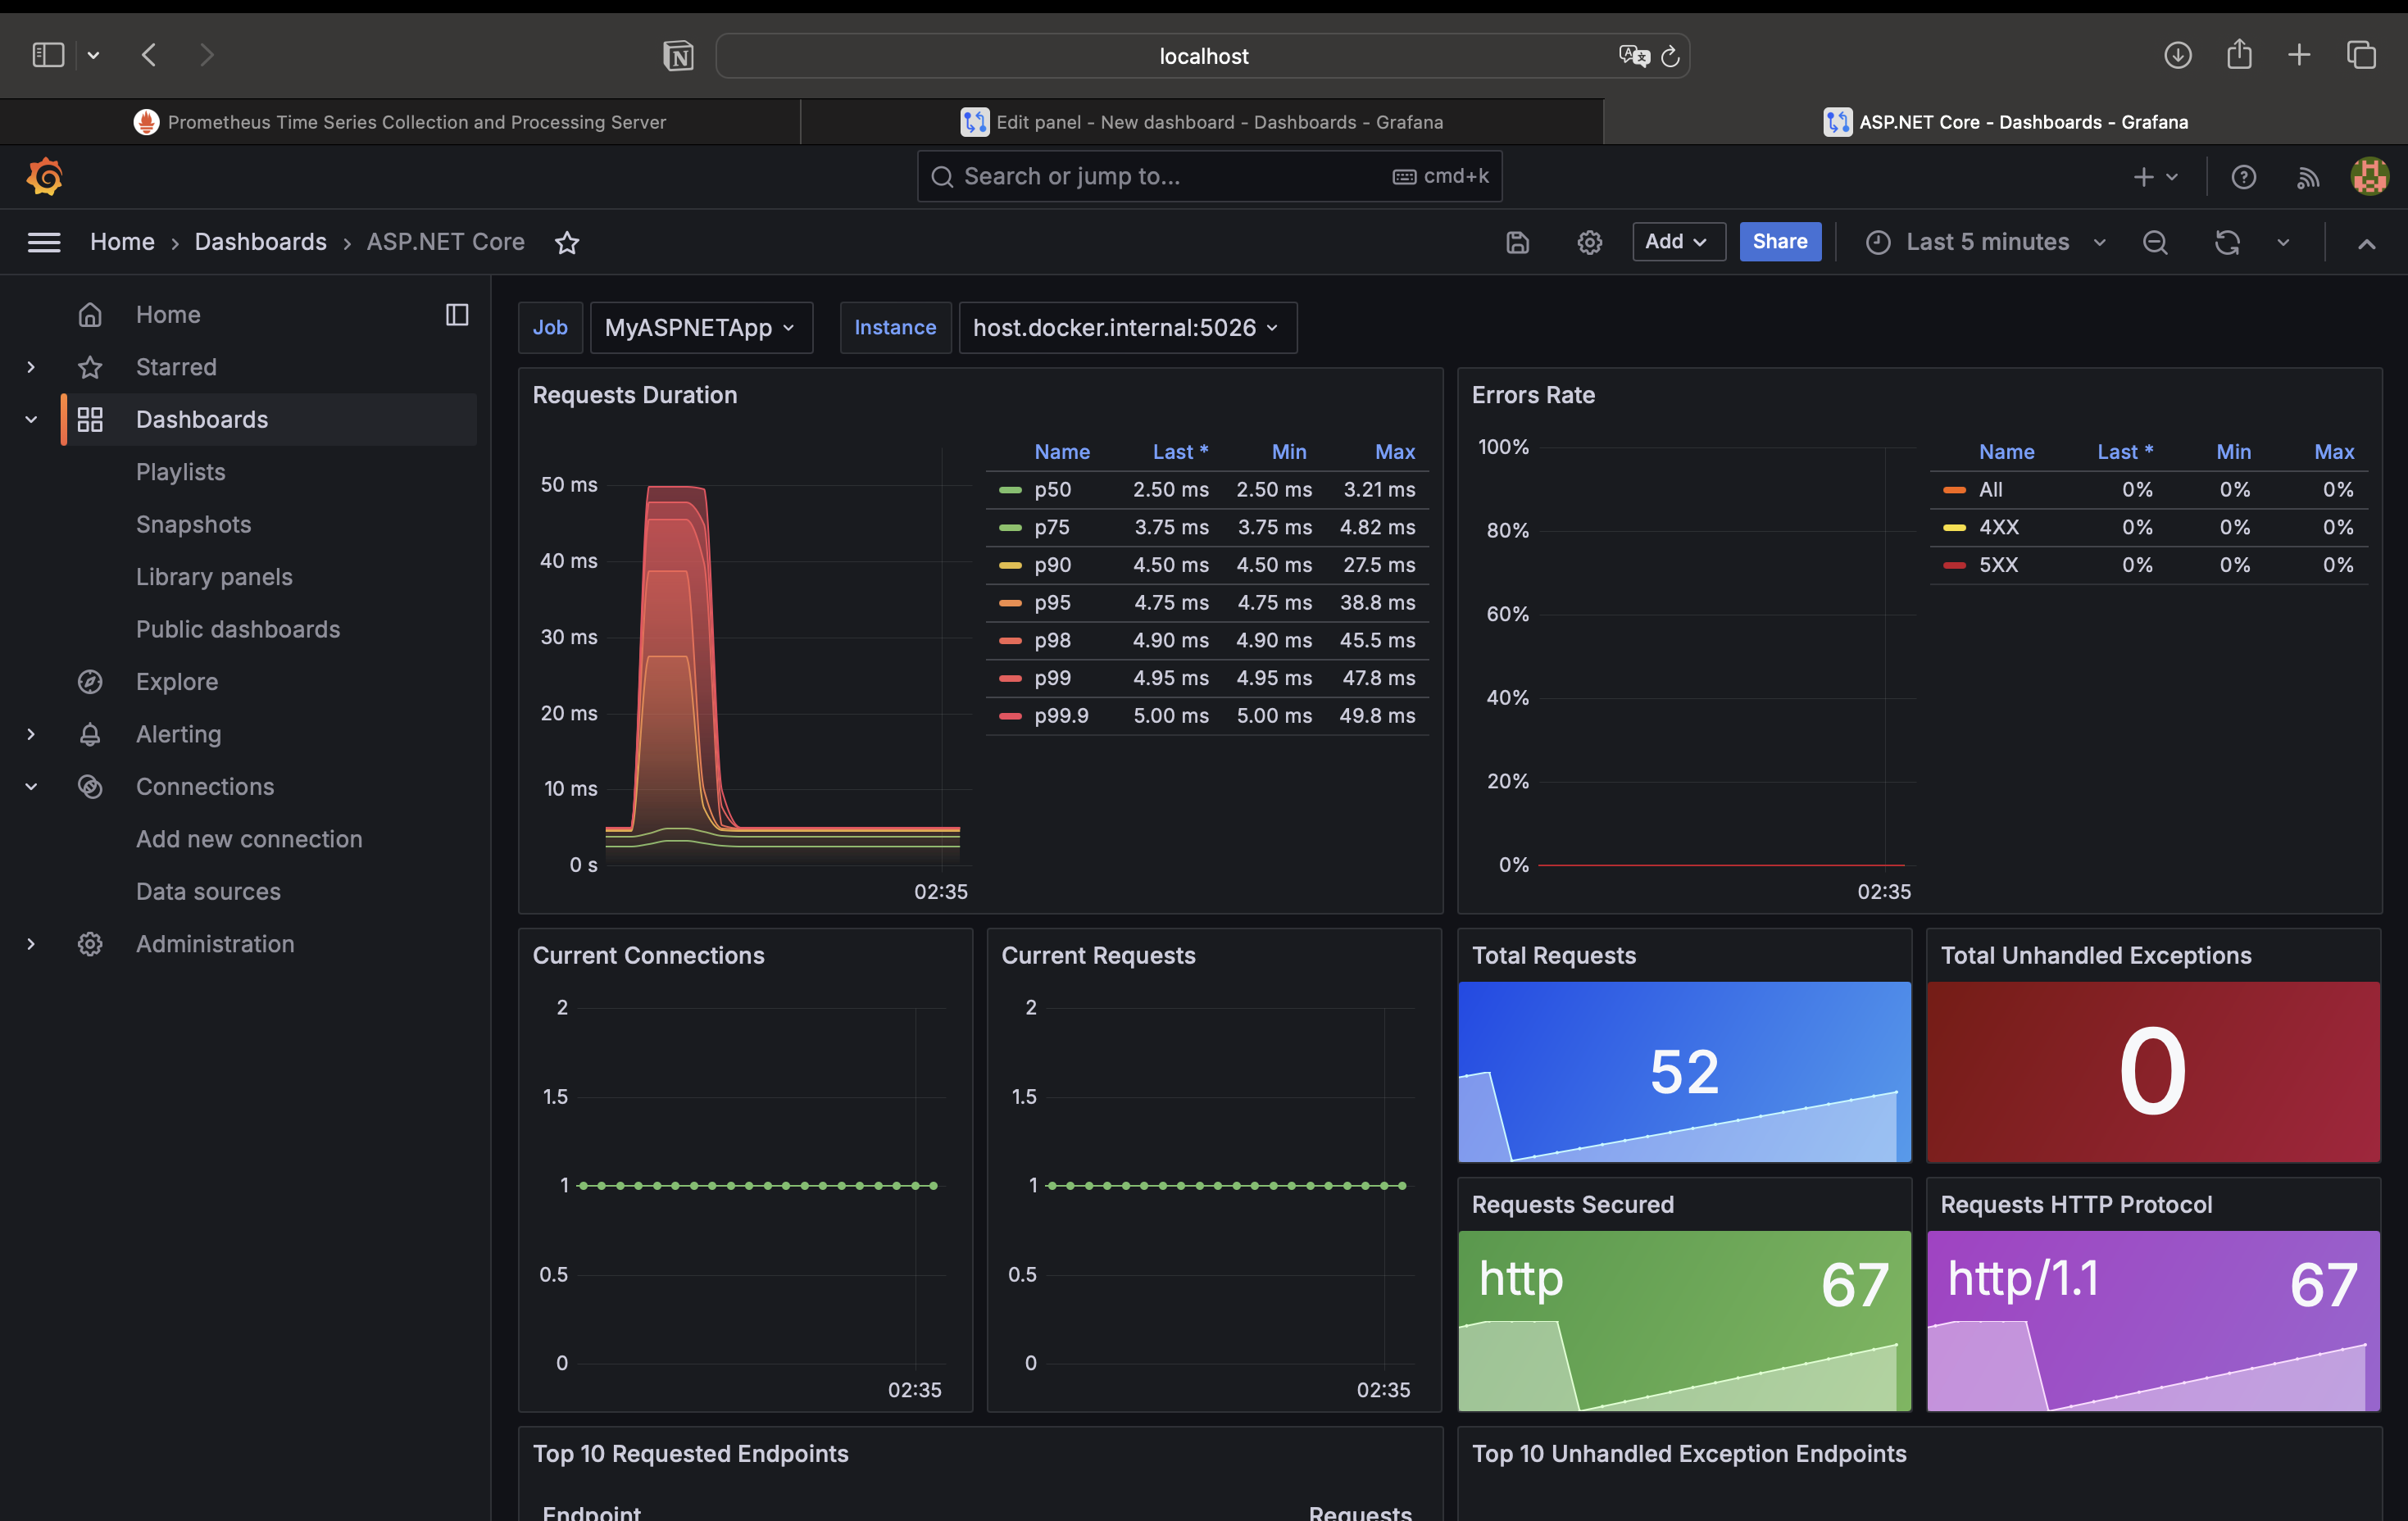 localhost
Prometheus Time Series Collection and Processing Server
Edit panel - New dashboard - Dashboards - Grafana
ASP.NET Core - Dashboards - Grafana
Search or jump to...
cmd+k
Home › Dashboards › ASP.NET Core
Add
Share
Last 5 minutes
Home
Starred
Dashboards
Playlists
Snapshots
Library panels
Public dashboards
Explore
Alerting
Connections
Add new connection
Data sources
Administration
Job
MyASPNETApp
Instance
host.docker.internal:5026
Requests Duration
50 ms
40 ms
30 ms
20 ms
10 ms
0 s
02:35
Name Last * Min Max
p50 2.50 ms 2.50 ms 3.21 ms
p75 3.75 ms 3.75 ms 4.82 ms
p90 4.50 ms 4.50 ms 27.5 ms
p95 4.75 ms 4.75 ms 38.8 ms
p98 4.90 ms 4.90 ms 45.5 ms
p99 4.95 ms 4.95 ms 47.8 ms
p99.9 5.00 ms 5.00 ms 49.8 ms
Errors Rate
100%
80%
60%
40%
20%
0%
02:35
Name Last * Min Max
All 0% 0% 0%
4XX 0% 0% 0%
5XX 0% 0% 0%
Current Connections
2
1.5
1
0.5
0
02:35
Current Requests
2
1.5
1
0.5
0
02:35
Total Requests
52
Total Unhandled Exceptions
0
Requests Secured
http 67
Requests HTTP Protocol
http/1.1 67
Top 10 Requested Endpoints
Endpoint Requests
Top 10 Unhandled Exception Endpoints